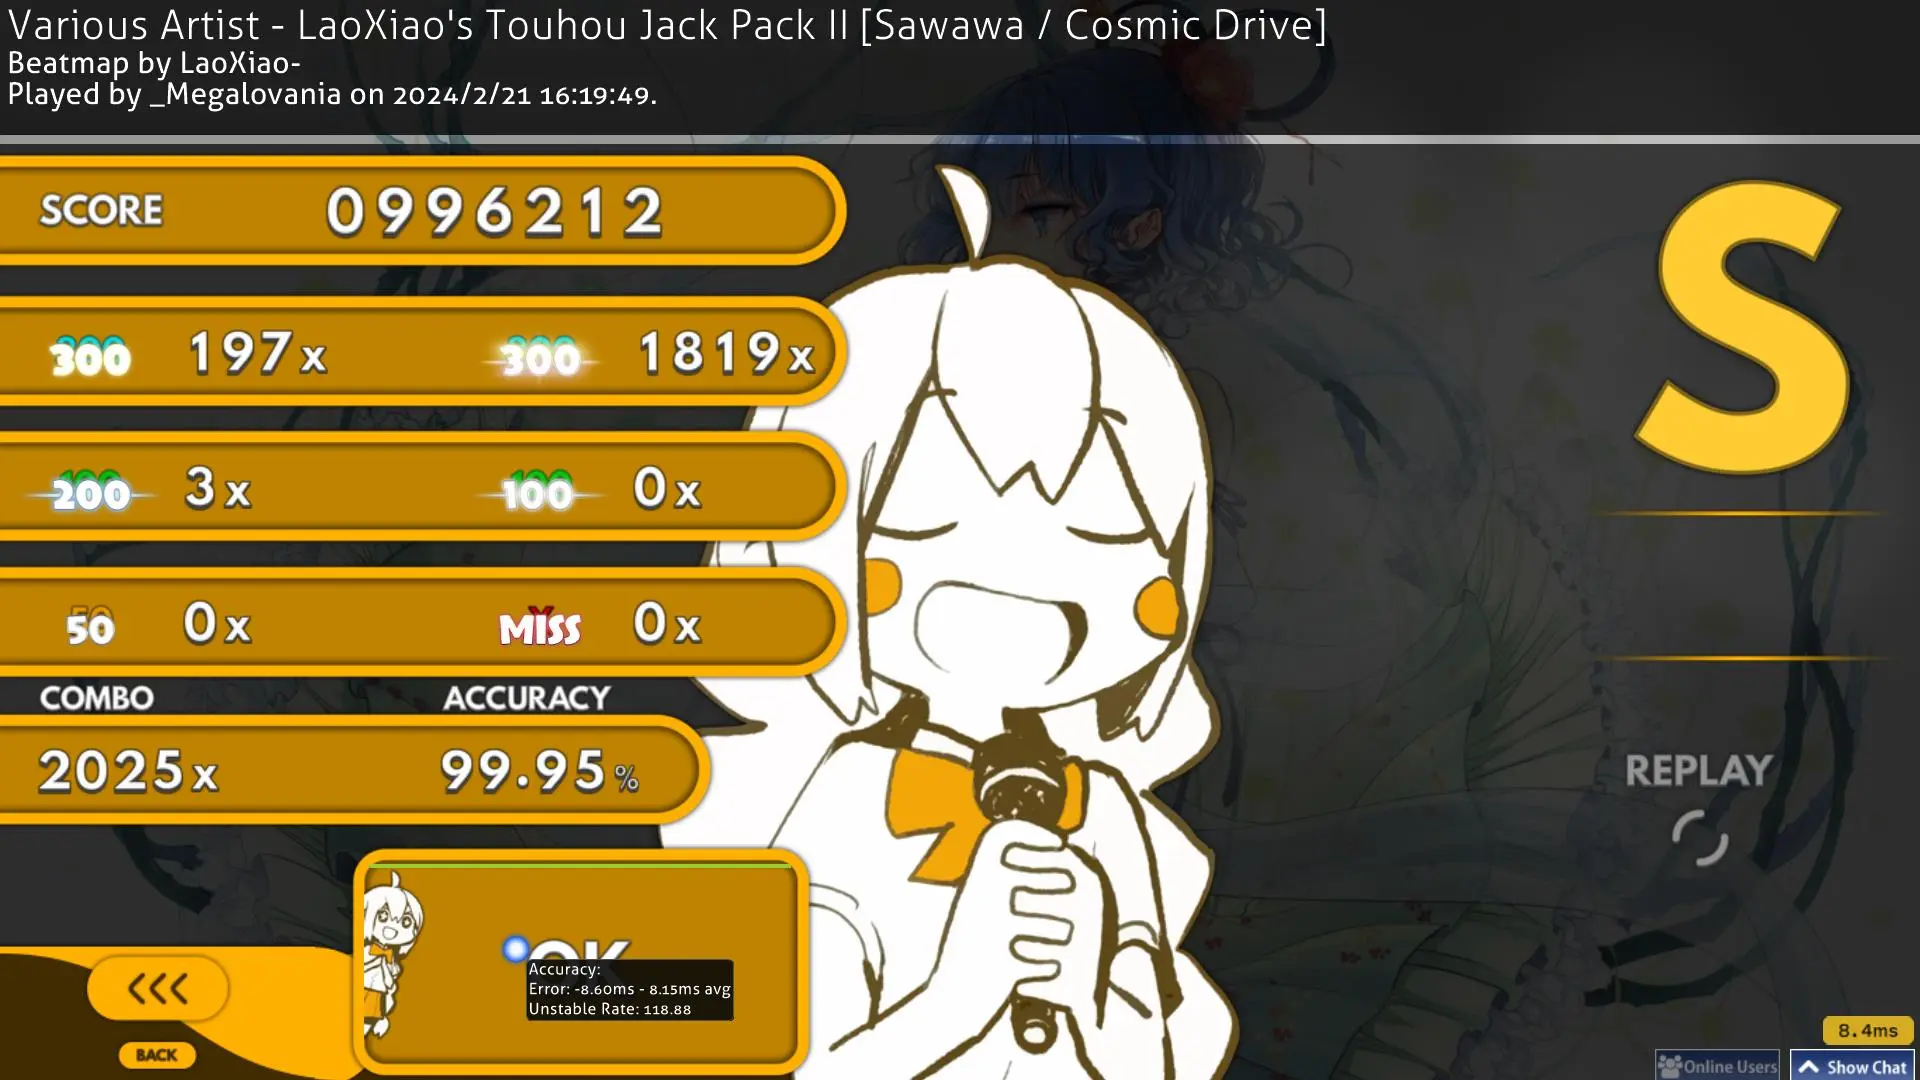 Various Artist - LaoXiao's Touhou Jack Pack II [Sawawa / Cosmic Drive]
Beatmap by LaoXiao-
Played by _Megalovania on 2024/2/21 16:19:49.
SCORE 0996212
S
300 197x 300 1819x
200 3x 100 0x
50 0x MISS 0x
COMBO ACCURACY
2025x 99.95%
REPLAY
OK
Accuracy:
Error: -8.60ms - 8.15ms avg
Unstable Rate: 118.88
<<<
BACK
8.4ms
Online Users Show Chat